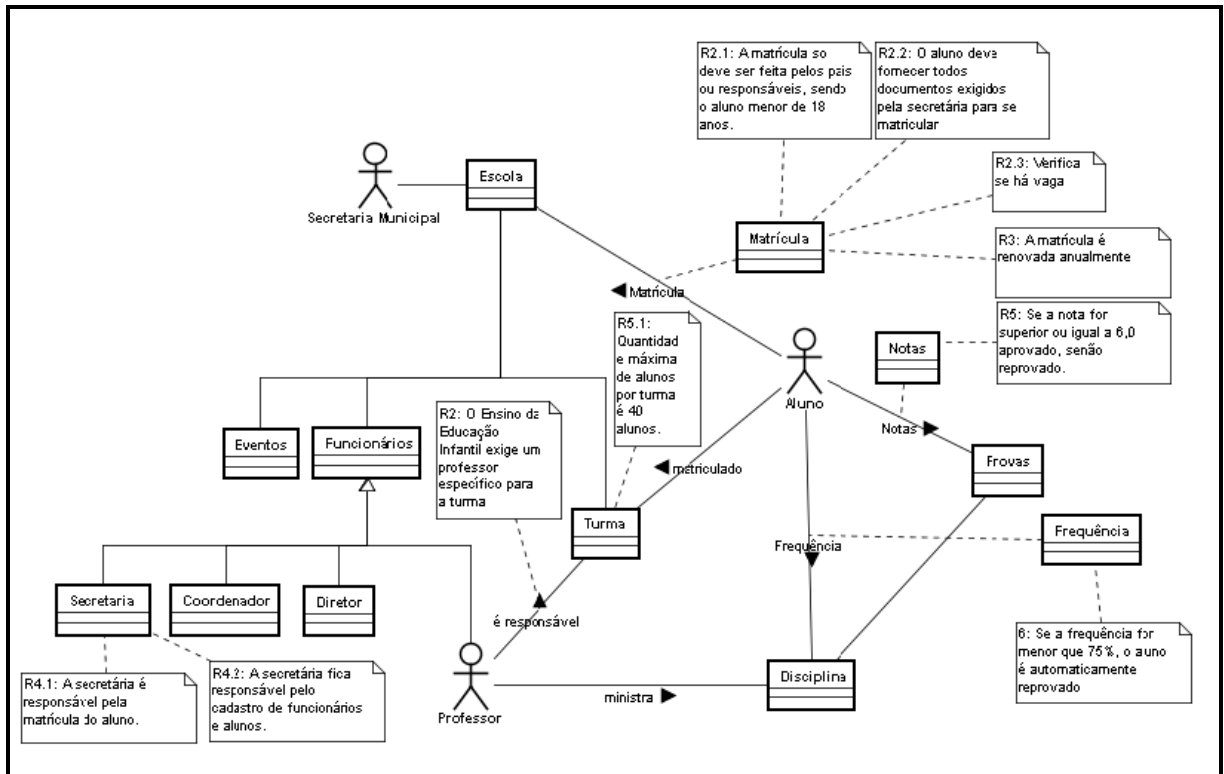 R2.1: A matrícula so
deve ser feita pelos pais
ou responsáveis, sendo
o aluno menor de 18
anos.
R2.2: O aluno deve
fornecer todos
documentos exigidos
pela secretária para se
matricular
R2.3: Verifica
se há vaga
Escola
Secretaria Municipal
Matrícula
R3: A matrícula é
renovada anualmente
Matrícula
R5.1:
Quantidad
e máxima
de alunos
por turma
é 40
alunos.
R5: Se a nota for
superior ou igual a 6,0
aprovado, senão
reprovado.
Notas
Aluno
Notas
Eventos
Funcionários
R2: O Ensino da
Educação
Infantil exige um
professor
específico para
a turma
matriculado
Provas
Turma
Frequência
Frequência
Secretaria
Coordenador
Diretor
é responsável
6: Se a frequência for
menor que 75%, o aluno
é automaticamente
reprovado
R4.1: A secretária é
responsável pela
matrícula do aluno.
R4.2: A secretária fica
responsável pelo
cadastro de funcionários
e alunos.
Professor
ministra
Disciplina